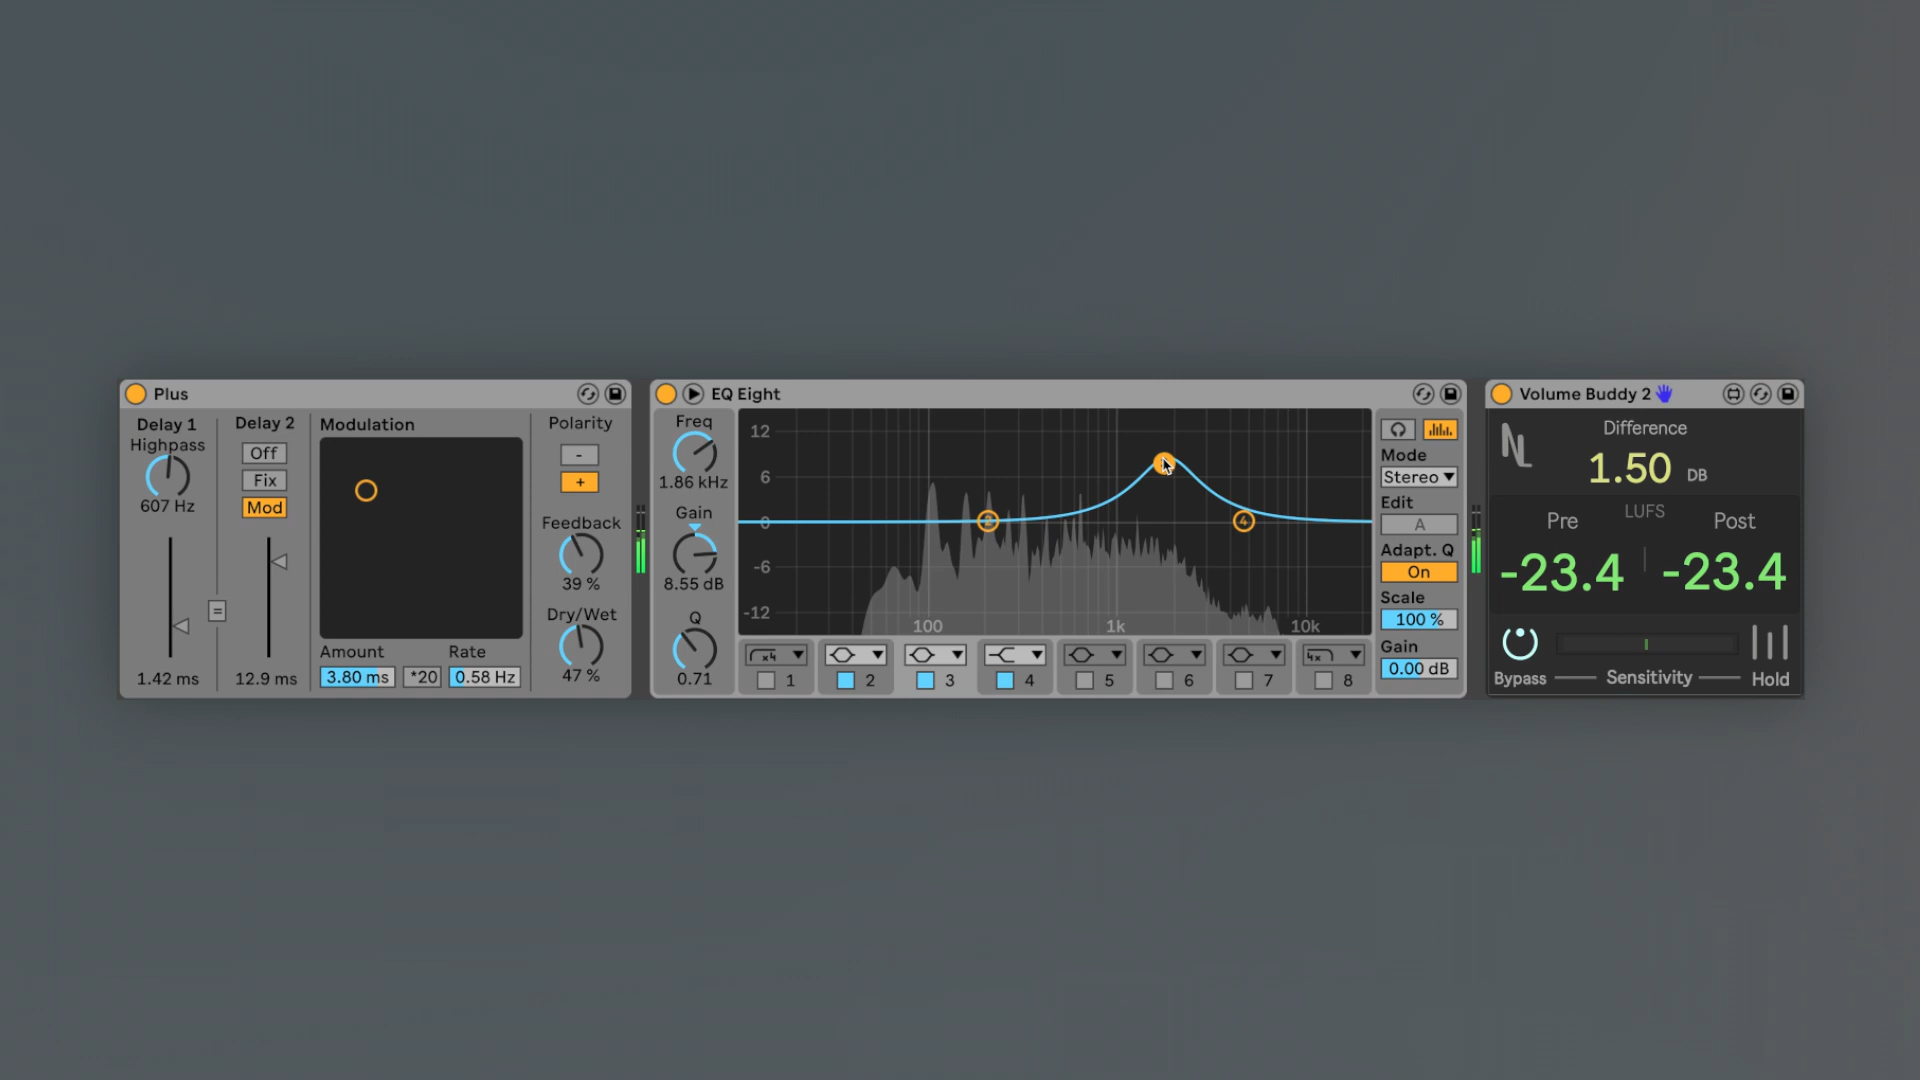 Plus
Delay 1
Highpass
607 Hz
1.42 ms
=
Delay 2
Off
Fix
Mod
12.9 ms
Modulation
Amount
Rate
3.80 ms
*20
0.58 Hz
Polarity
-
+
Feedback
39 %
Dry/Wet
47 %
EQ Eight
Freq
1.86 kHz
Gain
8.55 dB
Q
0.71
12
6
0
-6
-12
100
1k
10k
2
4
x4
4x
1
2
3
4
5
6
7
8
Mode
Stereo
Edit
A
Adapt. Q
On
Scale
100 %
Gain
0.00 dB
Volume Buddy 2
Difference
1.50 DB
Pre
LUFS
Post
-23.4
-23.4
Bypass
Sensitivity
Hold